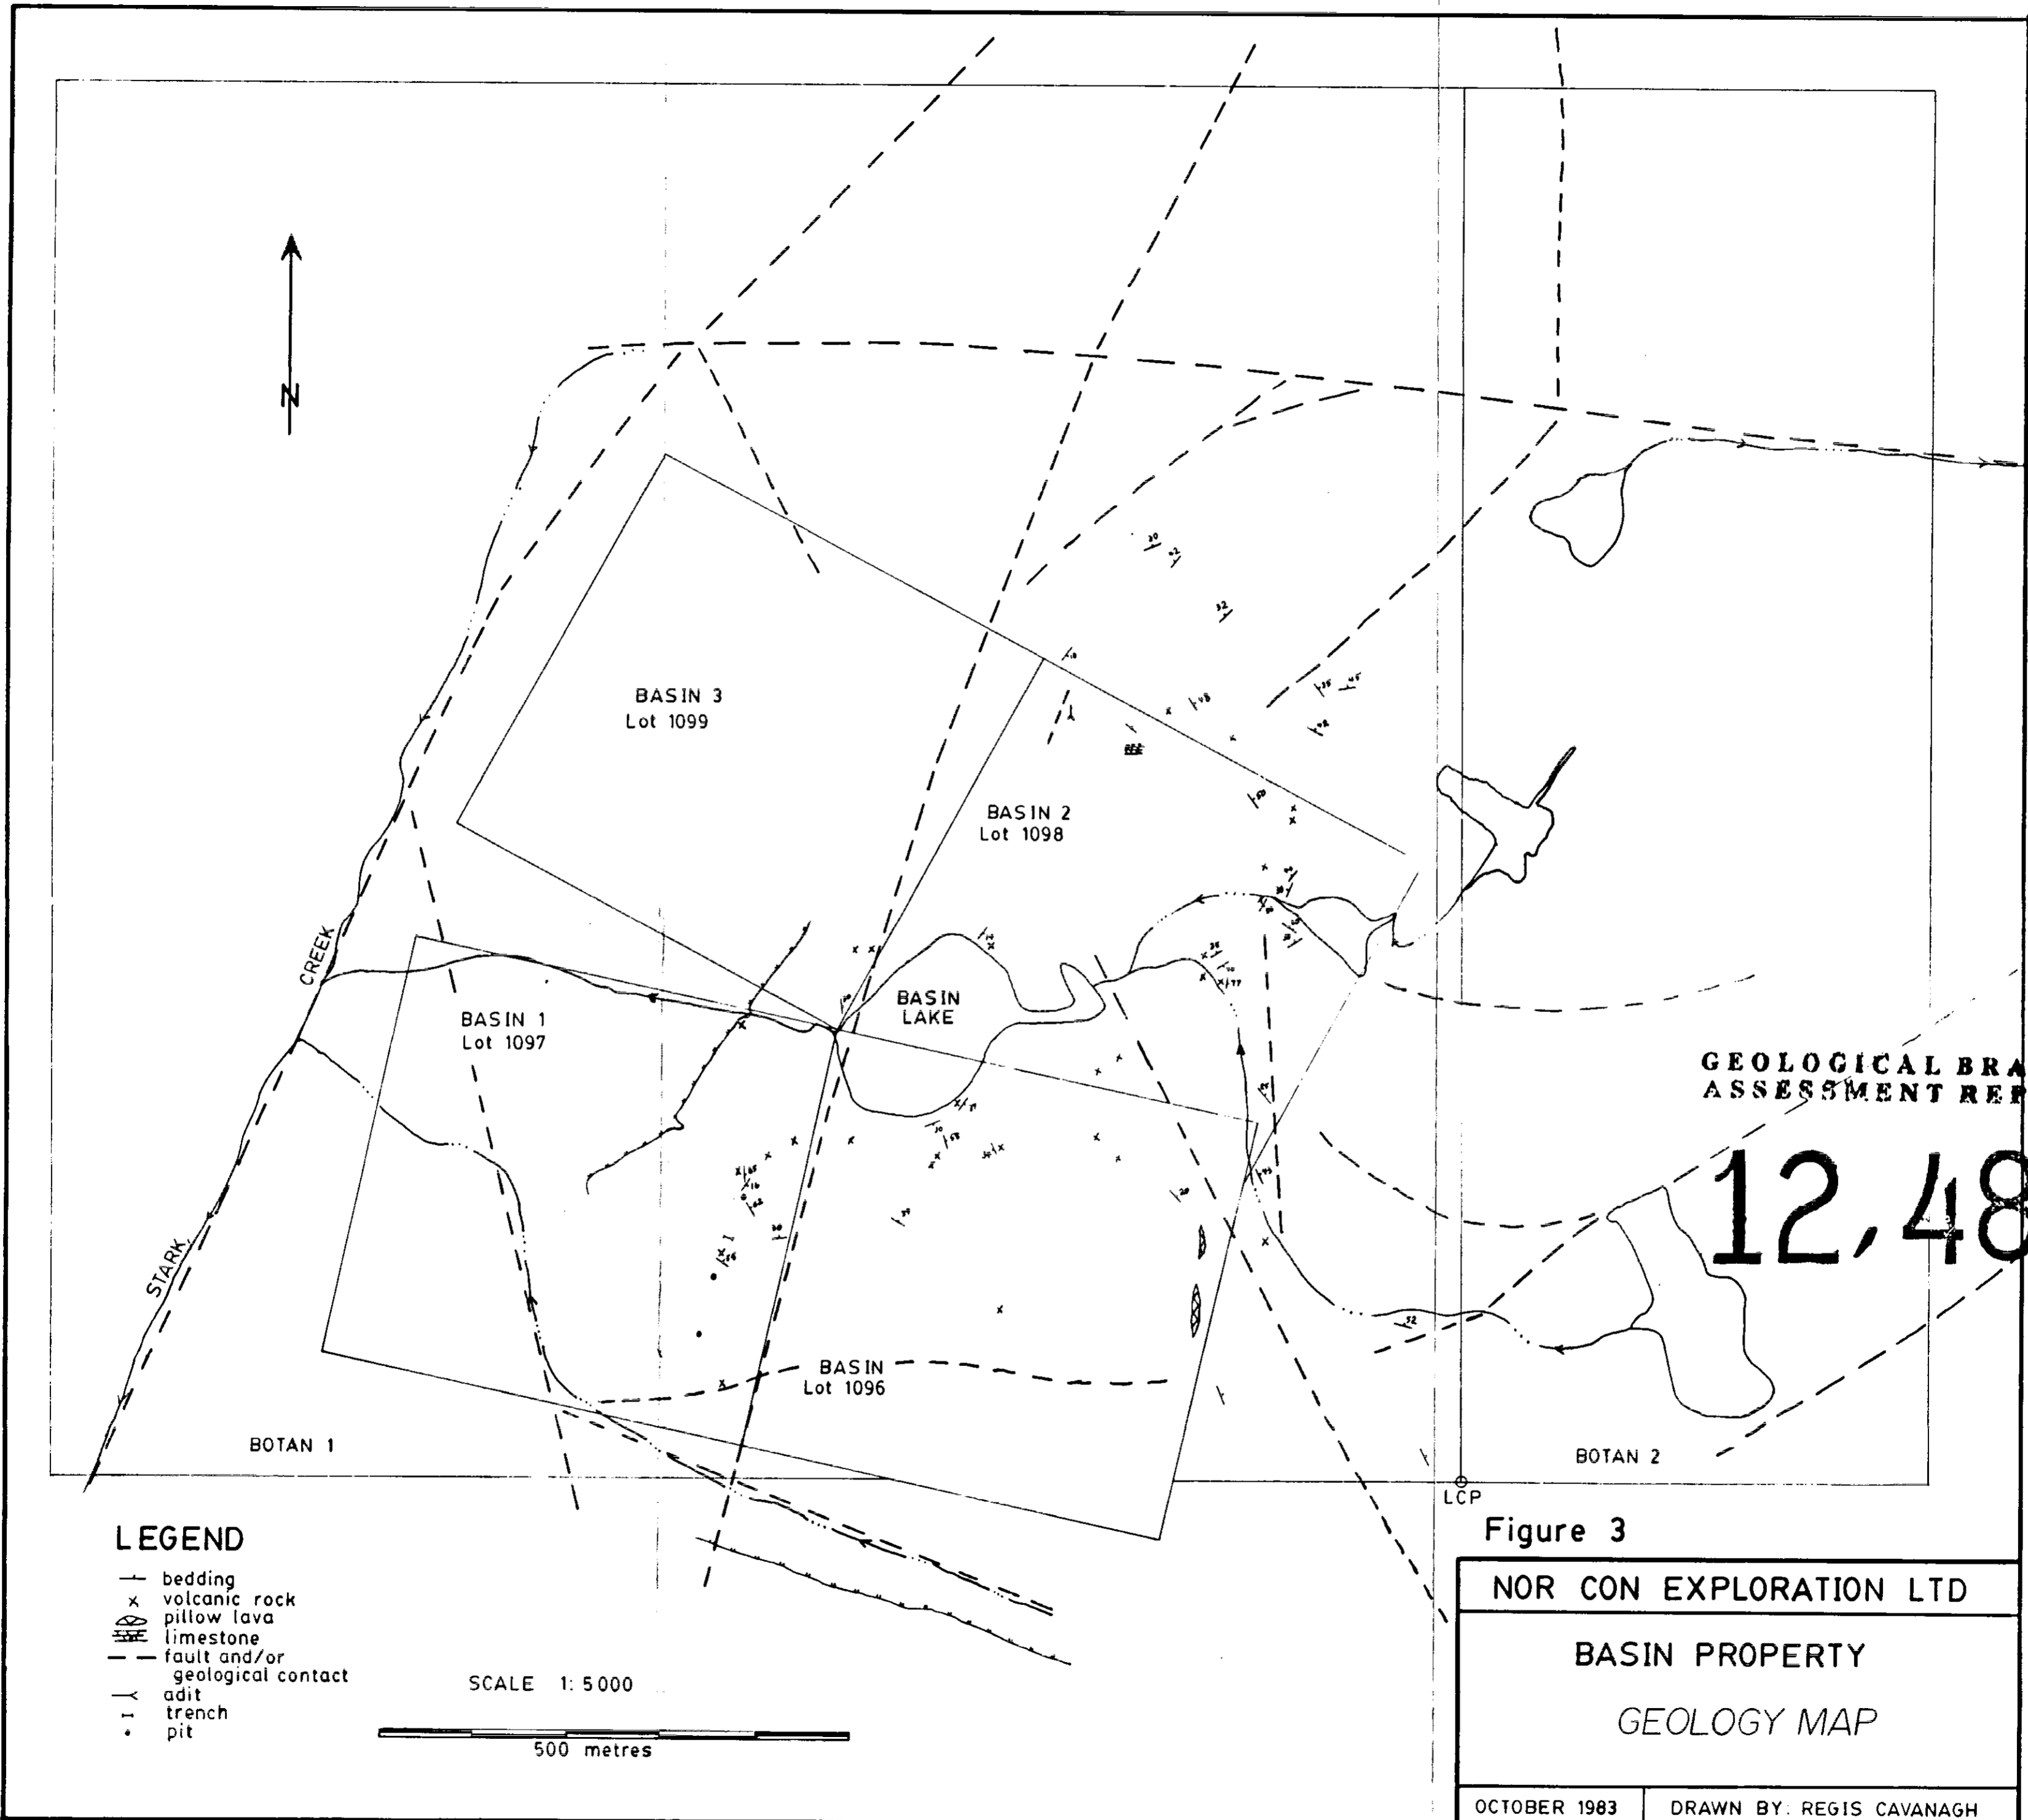 N
BASIN 3
Lot 1099
BASIN 2
Lot 1098
CREEK
BASIN
LAKE
BASIN 1
Lot 1097
GEOLOGICAL BRA
ASSESSMENT REP
12,48
STARK
BASIN
Lot 1096
BOTAN 1
BOTAN 2
LCP
LEGEND
bedding
volcanic rock
pillow lava
limestone
fault and/or
geological contact
adit
trench
pit
SCALE 1:5000
500 metres
Figure 3
NOR CON EXPLORATION LTD
BASIN PROPERTY
GEOLOGY MAP
OCTOBER 1983
DRAWN BY: REGIS CAVANAGH